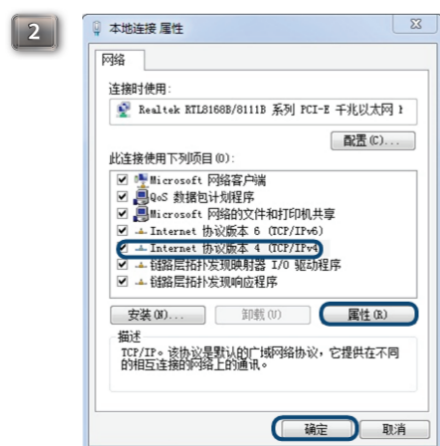 2
本地连接 属性
网络
连接时使用:
Realtek RTL8168B/8111B 系列 PCI-E 千兆以太网
配置(C)...
此连接使用下列项目(O):
Microsoft 网络客户端
QoS 数据包计划程序
Microsoft 网络的文件和打印机共享
Internet 协议版本 6 (TCP/IPv6)
Internet 协议版本 4 (TCP/IPv4)
链路层拓扑发现映射器 I/O 驱动程序
链路层拓扑发现响应程序
安装(N)... 卸载(U) 属性(R)
描述
TCP/IP。该协议是默认的广域网络协议，它提供在不同
的相互连接的网络上的通讯。
确定 取消